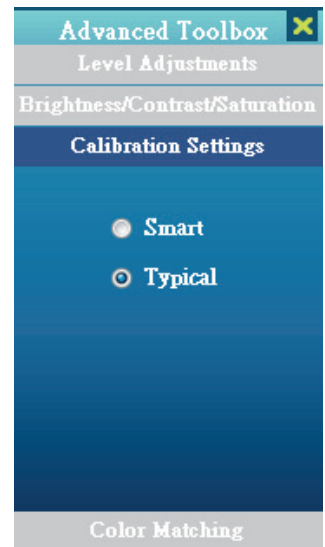 Advanced Toolbox
Level Adjustments
Brightness/Contrast/Saturation
Calibration Settings
Smart
Typical
Color Matching